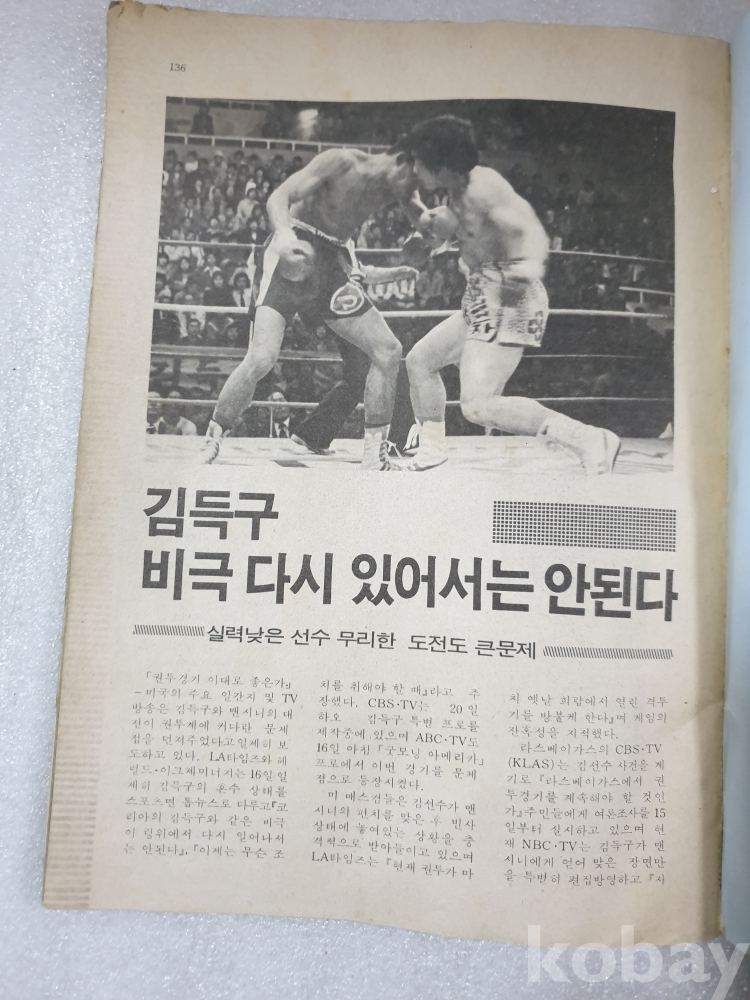 136
김득구
비극 다시 있어서는 안된다
실력낮은 선수 무리한 도전도 큰문제
「권투경기 이대로 좋은가」
－미국의 주요 일간지 및 TV
방송은 김득구와 맨시니의 대
전이 권투계에 커다란 문제
점을 던져주었다고 일제히 보
도하고 있다. LA타임즈와 헤
럴드·이그제미너지는 16일 일
제히 김득구의 혼수 상태를
스포츠면 톱뉴스로 다루고『코
리아의 김득구와 같은 비극
이 링위에서 다시 일어나서
는 안된다』,『이제는 무슨 조
치를 취해야 할 때』라고 주
장했다. CBS·TV는 20일
하오 김득구 특별 프로를
제작중에 있으며 ABC·TV도
16일 아침「굿모닝 아메리카」
프로에서 이번 경기를 문제
점으로 등장시켰다.
미 매스컴들은 김선수가 맨
시니의 펀치를 맞은 후 빈사
상태에 놓여있는 상황을 충
격적으로 받아들이고 있으며
LA타임즈는『현재 권투가 마
치 옛날 희랍에서 열린 격투
기를 방불케 한다』며 게임의
잔혹성을 지적했다.
라스베이가스의 CBS·TV
(KLAS)는 김선수 사건을 계
기로『라스베이가스에서 권
투경기를 계속해야 할 것인
가』주민들에게 여론조사를 15
일부터 실시하고 있으며 현
재 NBC·TV는 김득구가 맨
시니에게 얻어 맞은 장면만
을 특별히 편집방영하고『시
kobay